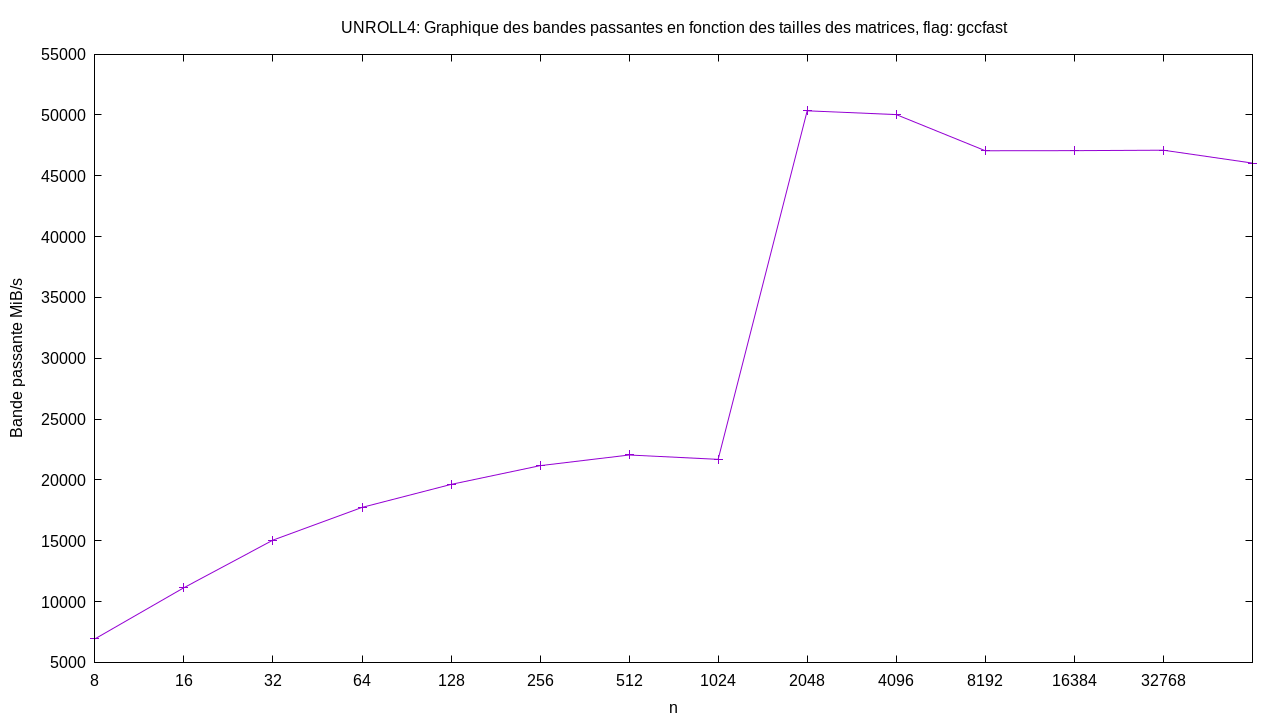 UNROLL4: Graphique des bandes passantes en fonction des tailles des matrices, flag: gccfast
55000
50000
45000
40000
35000
30000
25000
20000
15000
10000
5000
Bande passante MiB/s
8 16 32 64 128 256 512 1024 2048 4096 8192 16384 32768
n